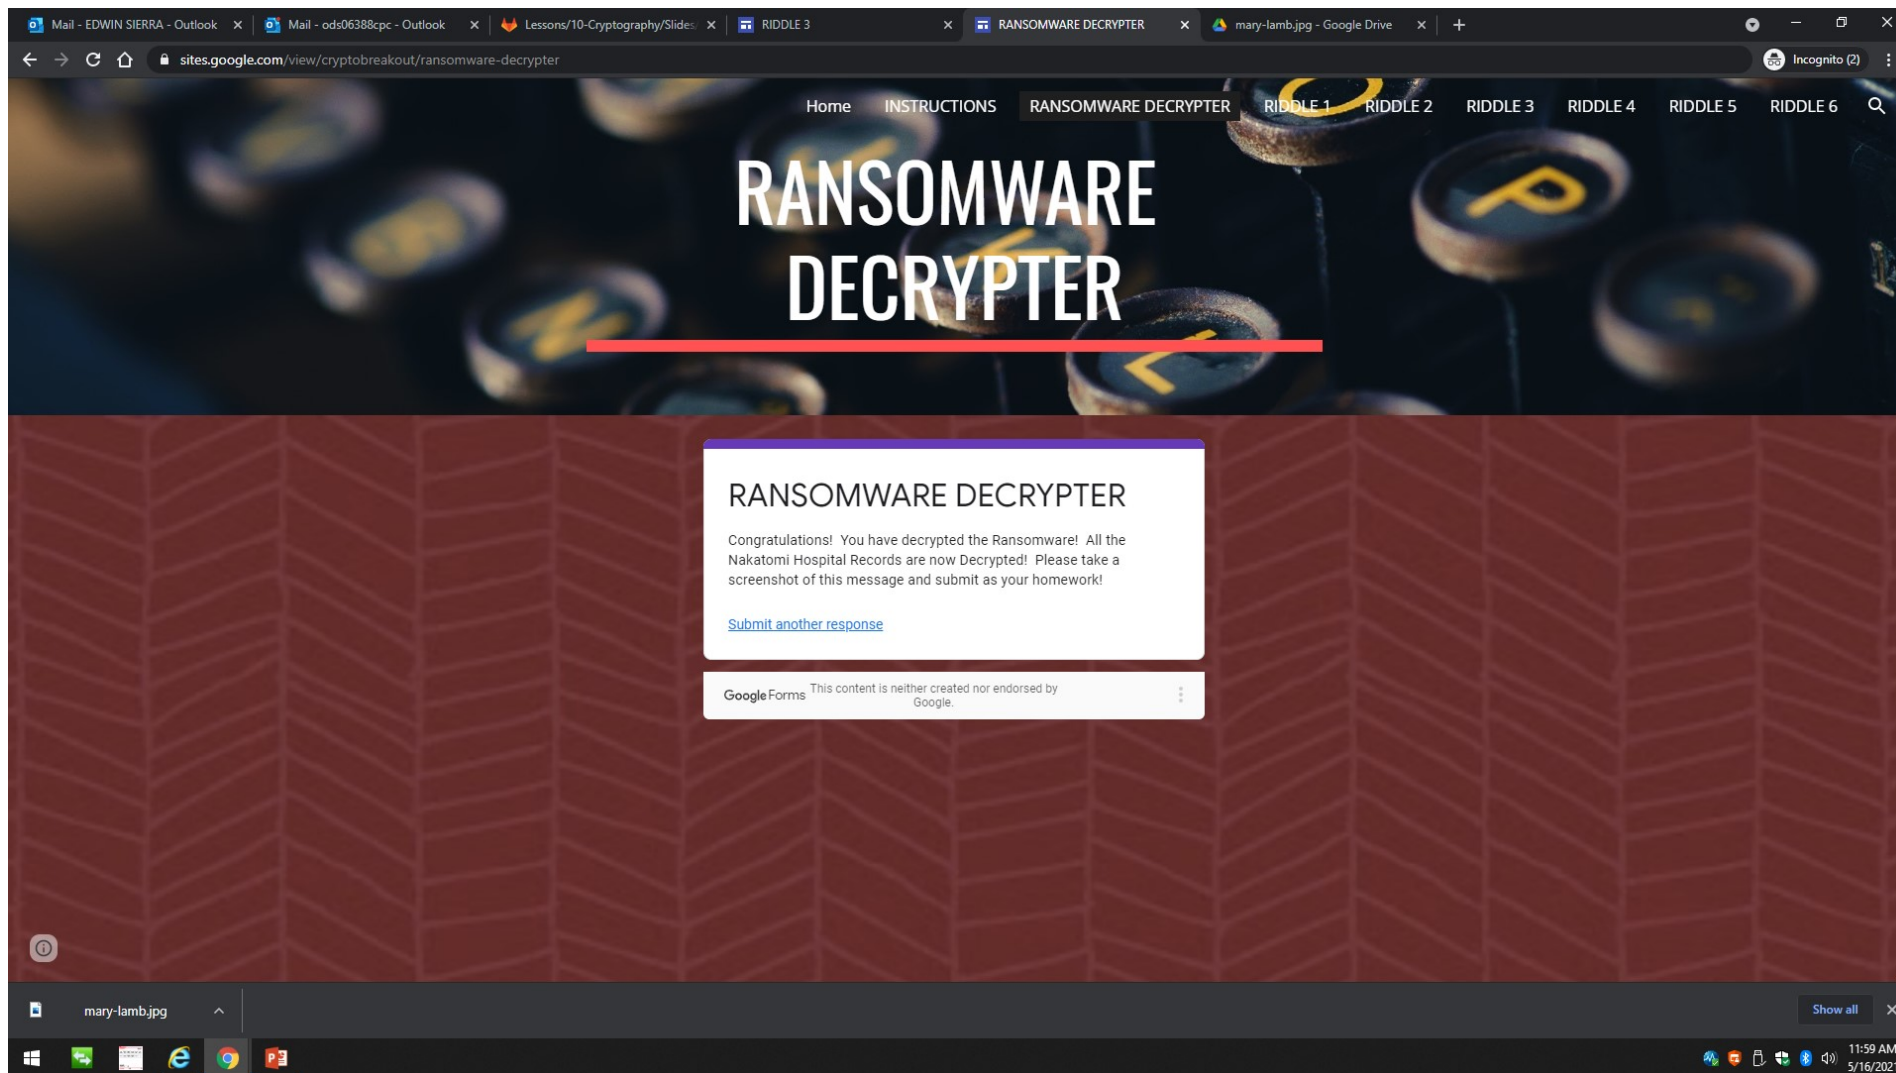 Mail - EDWIN SIERRA - Outlook
Mail - ods06388cpc - Outlook
Lessons/10-Cryptography/Slides/
RIDDLE 3
RANSOMWARE DECRYPTER
mary-lamb.jpg - Google Drive
sites.google.com/view/cryptobreakout/ransomware-decrypter
Incognito (2)
Home INSTRUCTIONS RANSOMWARE DECRYPTER RIDDLE 1 RIDDLE 2 RIDDLE 3 RIDDLE 4 RIDDLE 5 RIDDLE 6
RANSOMWARE
DECRYPTER
RANSOMWARE DECRYPTER
Congratulations! You have decrypted the Ransomware! All the
Nakatomi Hospital Records are now Decrypted! Please take a
screenshot of this message and submit as your homework!
Submit another response
Google Forms
This content is neither created nor endorsed by
Google.
mary-lamb.jpg
Show all
11:59 AM
5/16/202